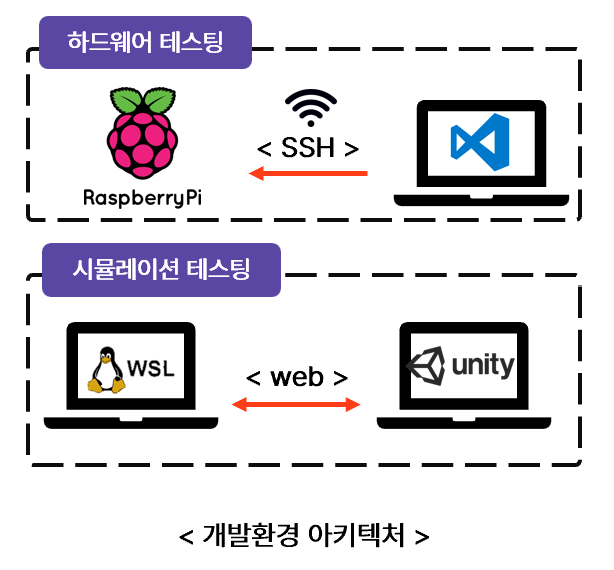 하드웨어 테스팅
< SSH >
RaspberryPi
시뮬레이션 테스팅
WSL
< web >
unity
< 개발환경 아키텍처 >